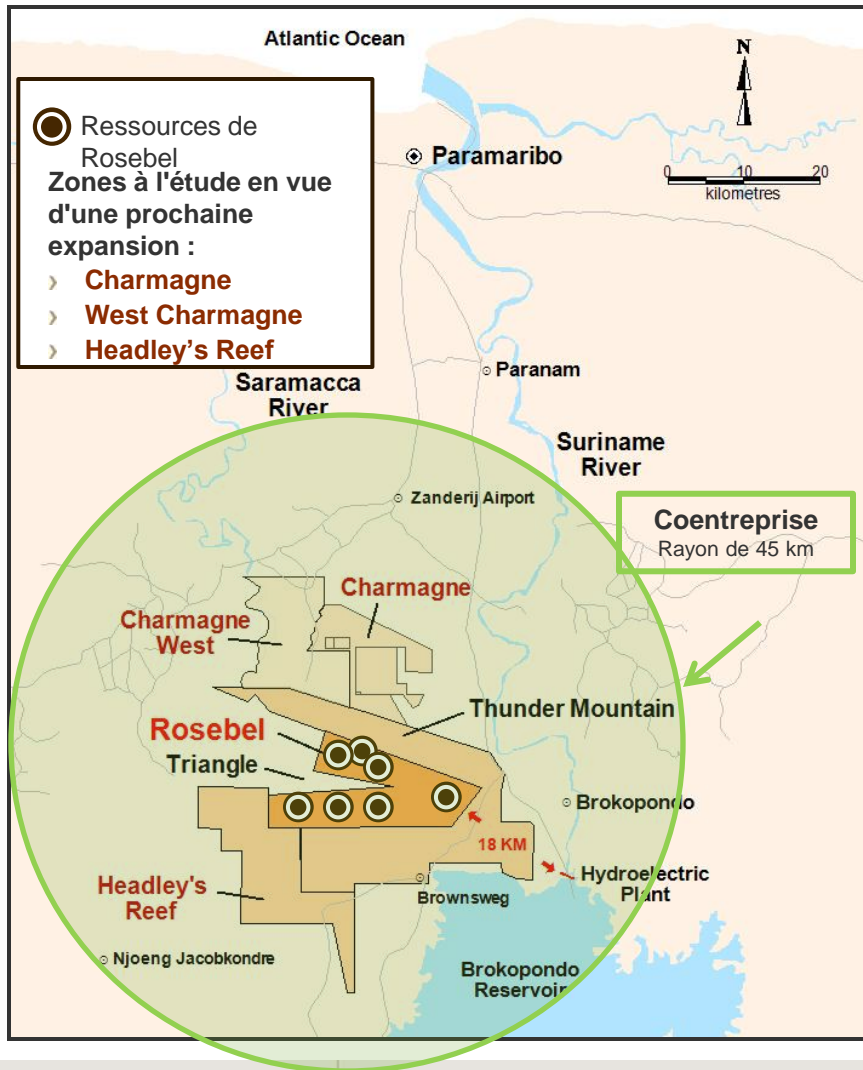 Atlantic Ocean
N
Ressources de
Rosebel
Zones à l'étude en vue
d'une prochaine
expansion :
› Charmagne
› West Charmagne
› Headley's Reef
Paramaribo
0 10 20
kilometres
Paranam
Saramacca
River
Suriname
River
Zanderij Airport
Coentreprise
Rayon de 45 km
Charmagne
Charmagne
West
Thunder Mountain
Rosebel
Triangle
Brokopondo
18 KM
Hydroelectric
Plant
Headley's
Reef
Brownsweg
Njoeng Jacobkondre
Brokopondo
Reservoir